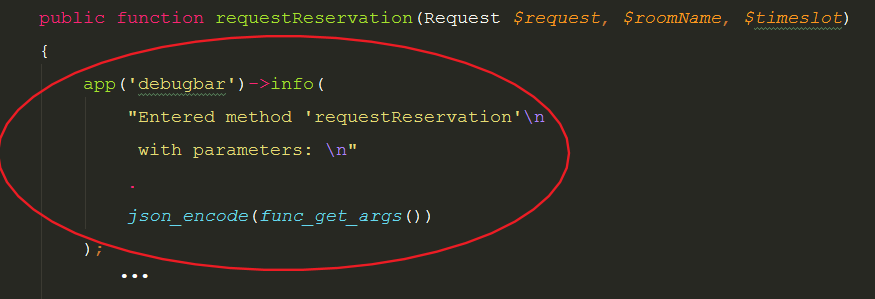 public function requestReservation(Request $request, $roomName, $timeslot)
{
app('debugbar')->info(
"Entered method 'requestReservation'\n
with parameters: \n"
.
json_encode(func_get_args())
);
...